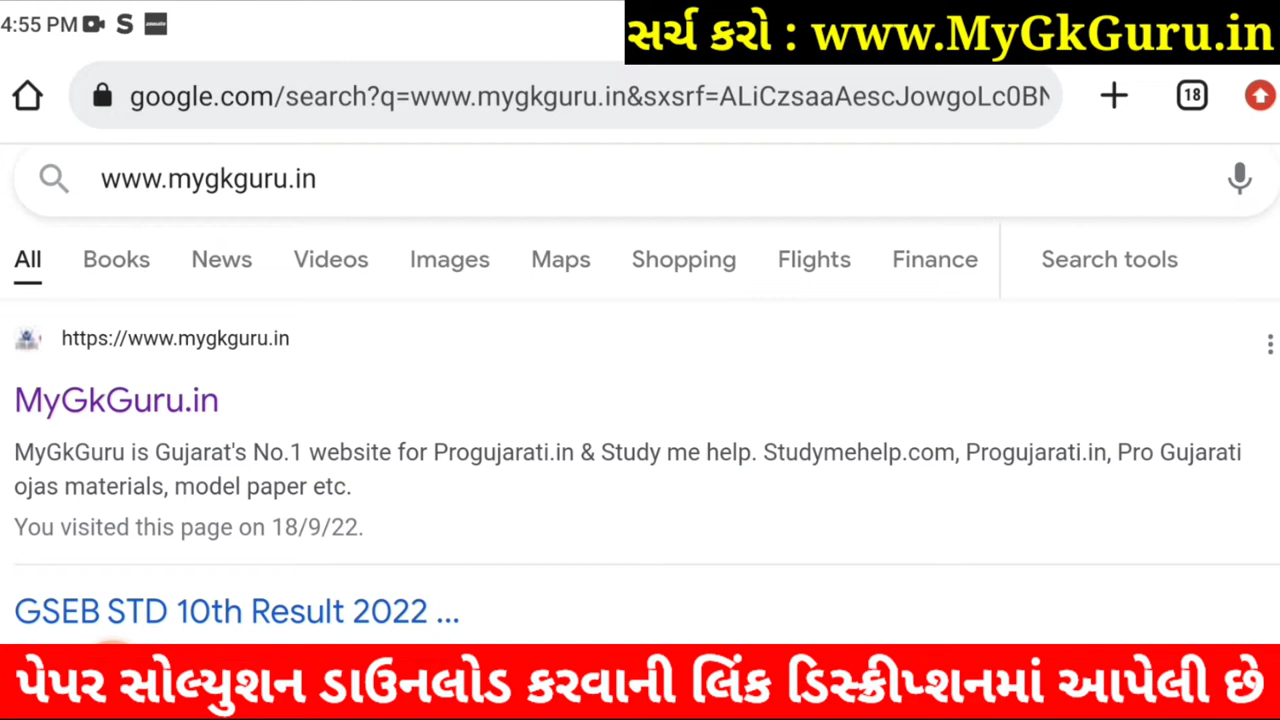 4:55 PM S
સર્ચ કરો : www.MyGkGuru.in
google.com/search?q=www.mygkguru.in&sxsrf=ALiCzsaaAescJowgoLc0BN
18
www.mygkguru.in
All Books News Videos Images Maps Shopping Flights Finance Search tools
https://www.mygkguru.in
MyGkGuru.in
MyGkGuru is Gujarat's No.1 website for Progujarati.in & Study me help. Studymehelp.com, Progujarati.in, Pro Gujarati
ojas materials, model paper etc.
You visited this page on 18/9/22.
GSEB STD 10th Result 2022 ...
પેપર સોલ્યુશન ડાઉનલોડ કરવાની લિંક ડિસ્ક્રીપ્શનમાં આપેલી છે